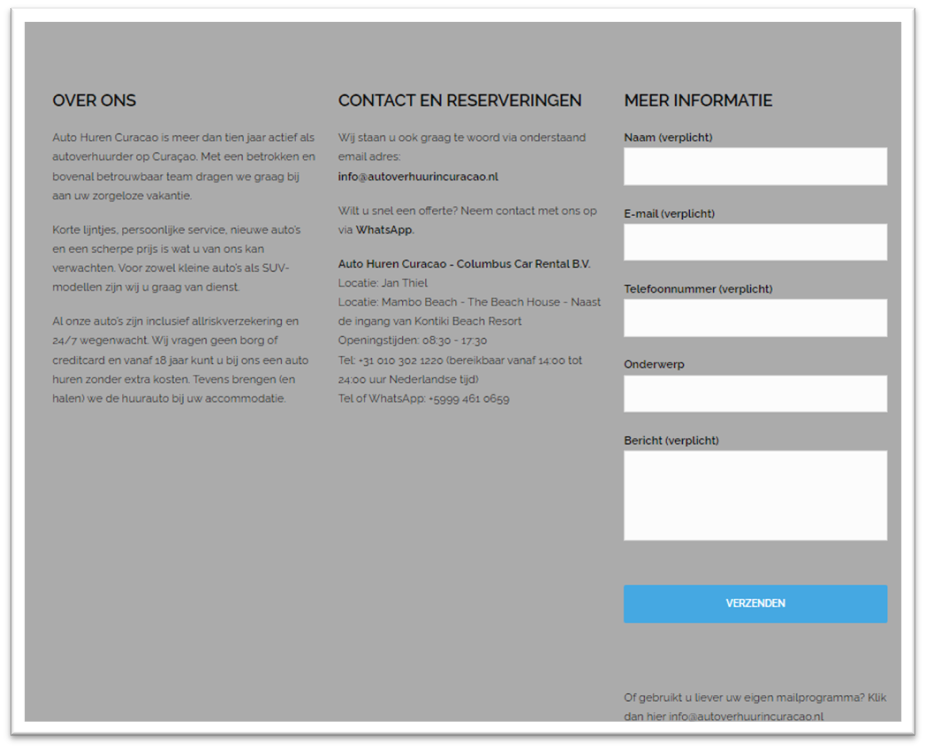 OVER ONS
Auto Huren Curacao is meer dan tien jaar actief als
autoverhuurder op Curaçao. Met een betrokken en
bovenal betrouwbaar team dragen we graag bij
aan uw zorgeloze vakantie.
Korte lijntjes, persoonlijke service, nieuwe auto's
en een scherpe prijs is wat u van ons kan
verwachten. Voor zowel kleine auto's als SUV-
modellen zijn wij u graag van dienst.
Al onze auto's zijn inclusief allriskverzekering en
24/7 wegenwacht. Wij vragen geen borg of
creditcard en vanaf 18 jaar kunt u bij ons een auto
huren zonder extra kosten. Tevens brengen (en
halen) we de huurauto bij uw accommodatie.
CONTACT EN RESERVERINGEN
Wij staan u ook graag te woord via onderstaand
email adres:
info@autoverhuurincuracao.nl
Wilt u snel een offerte? Neem contact met ons op
via WhatsApp.
Auto Huren Curacao - Columbus Car Rental B.V.
Locatie: Jan Thiel
Locatie: Mambo Beach - The Beach House - Naast
de ingang van Kontiki Beach Resort
Openingstijden: 08:30 - 17:30
Tel: +31 010 302 1220 (bereikbaar vanaf 14:00 tot
24:00 uur Nederlandse tijd)
Tel of WhatsApp: +5999 461 0659
MEER INFORMATIE
Naam (verplicht)
E-mail (verplicht)
Telefoonnummer (verplicht)
Onderwerp
Bericht (verplicht)
VERZENDEN
Of gebruikt u liever uw eigen mailprogramma? Klik
dan hier info@autoverhuurincuracao.nl